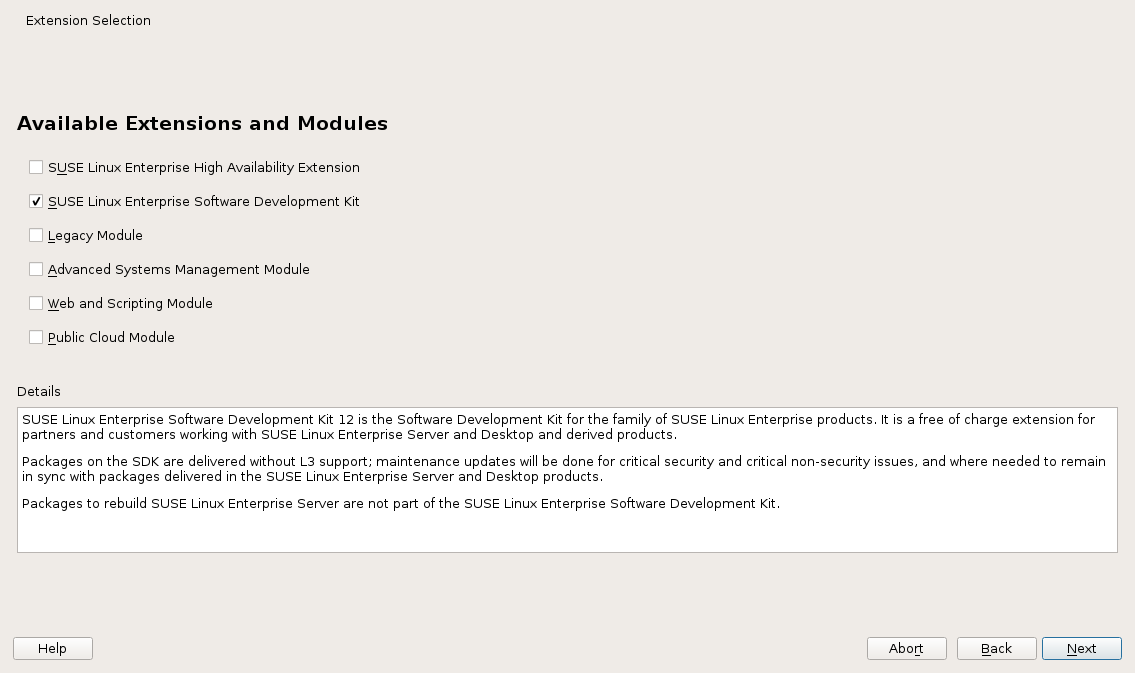 Extension Selection
Available Extensions and Modules
SUSE Linux Enterprise High Availability Extension
SUSE Linux Enterprise Software Development Kit
Legacy Module
Advanced Systems Management Module
Web and Scripting Module
Public Cloud Module
Details
SUSE Linux Enterprise Software Development Kit 12 is the Software Development Kit for the family of SUSE Linux Enterprise products. It is a free of charge extension for
partners and customers working with SUSE Linux Enterprise Server and Desktop and derived products.
Packages on the SDK are delivered without L3 support; maintenance updates will be done for critical security and critical non-security issues, and where needed to remain
in sync with packages delivered in the SUSE Linux Enterprise Server and Desktop products.
Packages to rebuild SUSE Linux Enterprise Server are not part of the SUSE Linux Enterprise Software Development Kit.
Help Abort Back Next